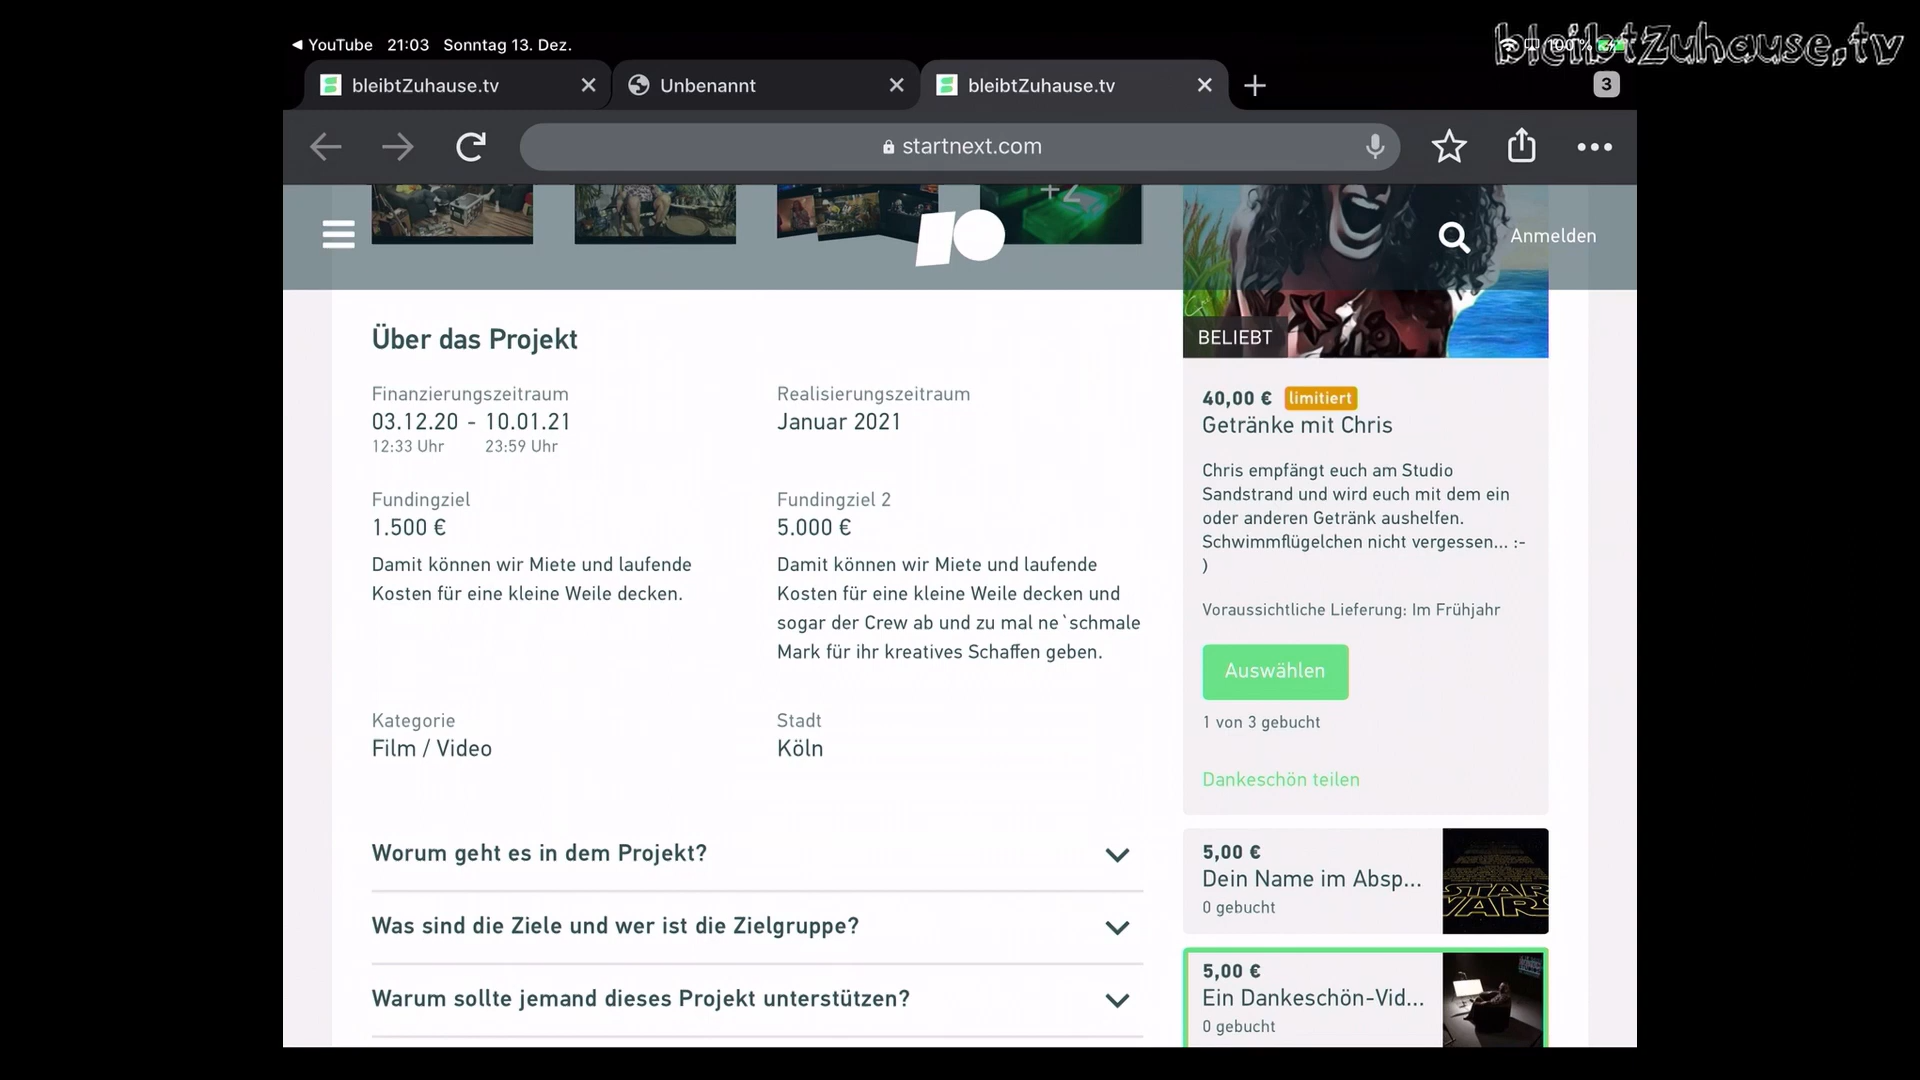 YouTube 21:03 Sonntag 13. Dez.
100 %
bleibtZuhause.tv
bleibtZuhause.tv
Unbenannt
bleibtZuhause.tv
3
startnext.com
+2
Anmelden
BELIEBT
Über das Projekt
Finanzierungszeitraum
03.12.20 - 10.01.21
12:33 Uhr 23:59 Uhr
Realisierungszeitraum
Januar 2021
Fundingziel
1.500 €
Damit können wir Miete und laufende
Kosten für eine kleine Weile decken.
Fundingziel 2
5.000 €
Damit können wir Miete und laufende
Kosten für eine kleine Weile decken und
sogar der Crew ab und zu mal ne`schmale
Mark für ihr kreatives Schaffen geben.
Kategorie
Film / Video
Stadt
Köln
Worum geht es in dem Projekt?
Was sind die Ziele und wer ist die Zielgruppe?
Warum sollte jemand dieses Projekt unterstützen?
40,00 € limitiert
Getränke mit Chris
Chris empfängt euch am Studio
Sandstrand und wird euch mit dem ein
oder anderen Getränk aushelfen.
Schwimmflügelchen nicht vergessen... :-
)
Voraussichtliche Lieferung: Im Frühjahr
Auswählen
1 von 3 gebucht
Dankeschön teilen
5,00 €
Dein Name im Absp...
0 gebucht
STAR
WARS
5,00 €
Ein Dankeschön-Vid...
0 gebucht